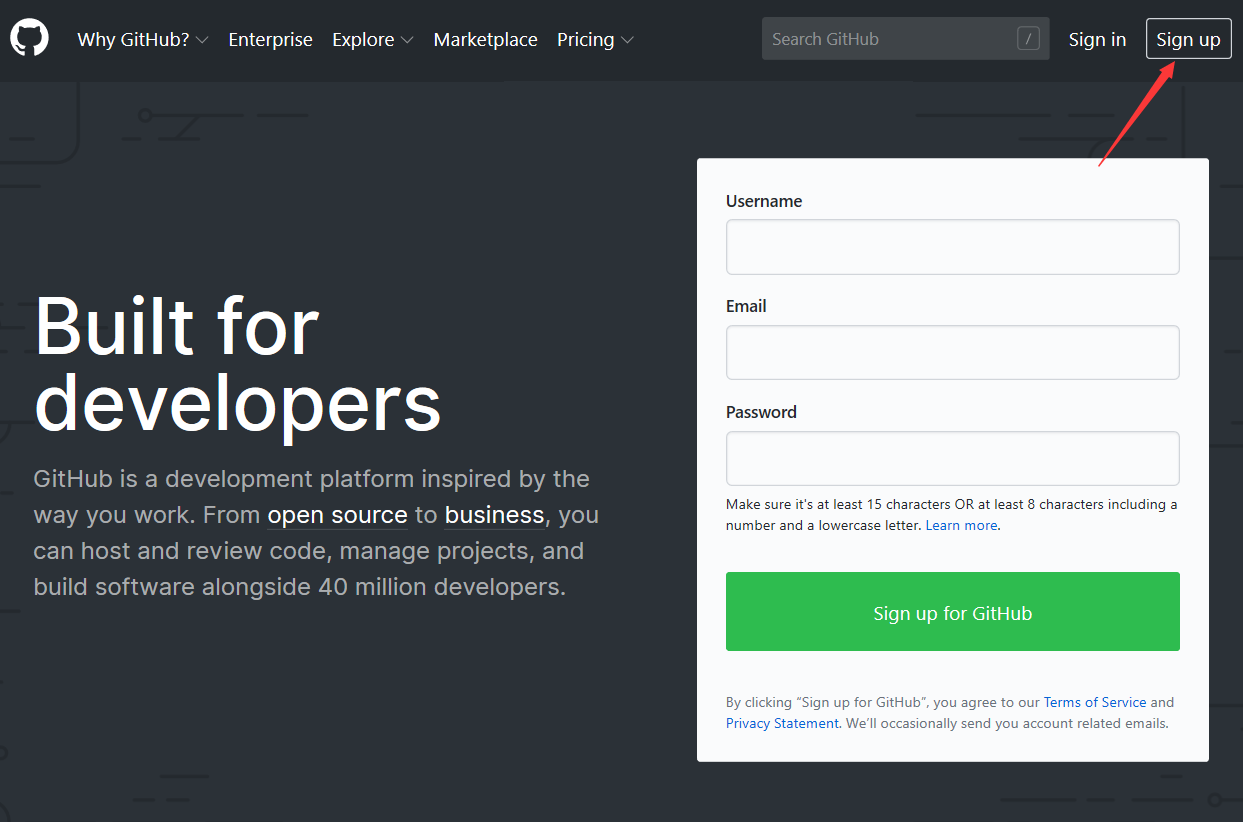 Why GitHub? Enterprise Explore Marketplace Pricing Search GitHub / Sign in Sign up
Built for
developers
GitHub is a development platform inspired by the
way you work. From open source to business, you
can host and review code, manage projects, and
build software alongside 40 million developers.
Username
Email
Password
Make sure it's at least 15 characters OR at least 8 characters including a
number and a lowercase letter. Learn more.
Sign up for GitHub
By clicking “Sign up for GitHub”, you agree to our Terms of Service and
Privacy Statement. We’ll occasionally send you account related emails.